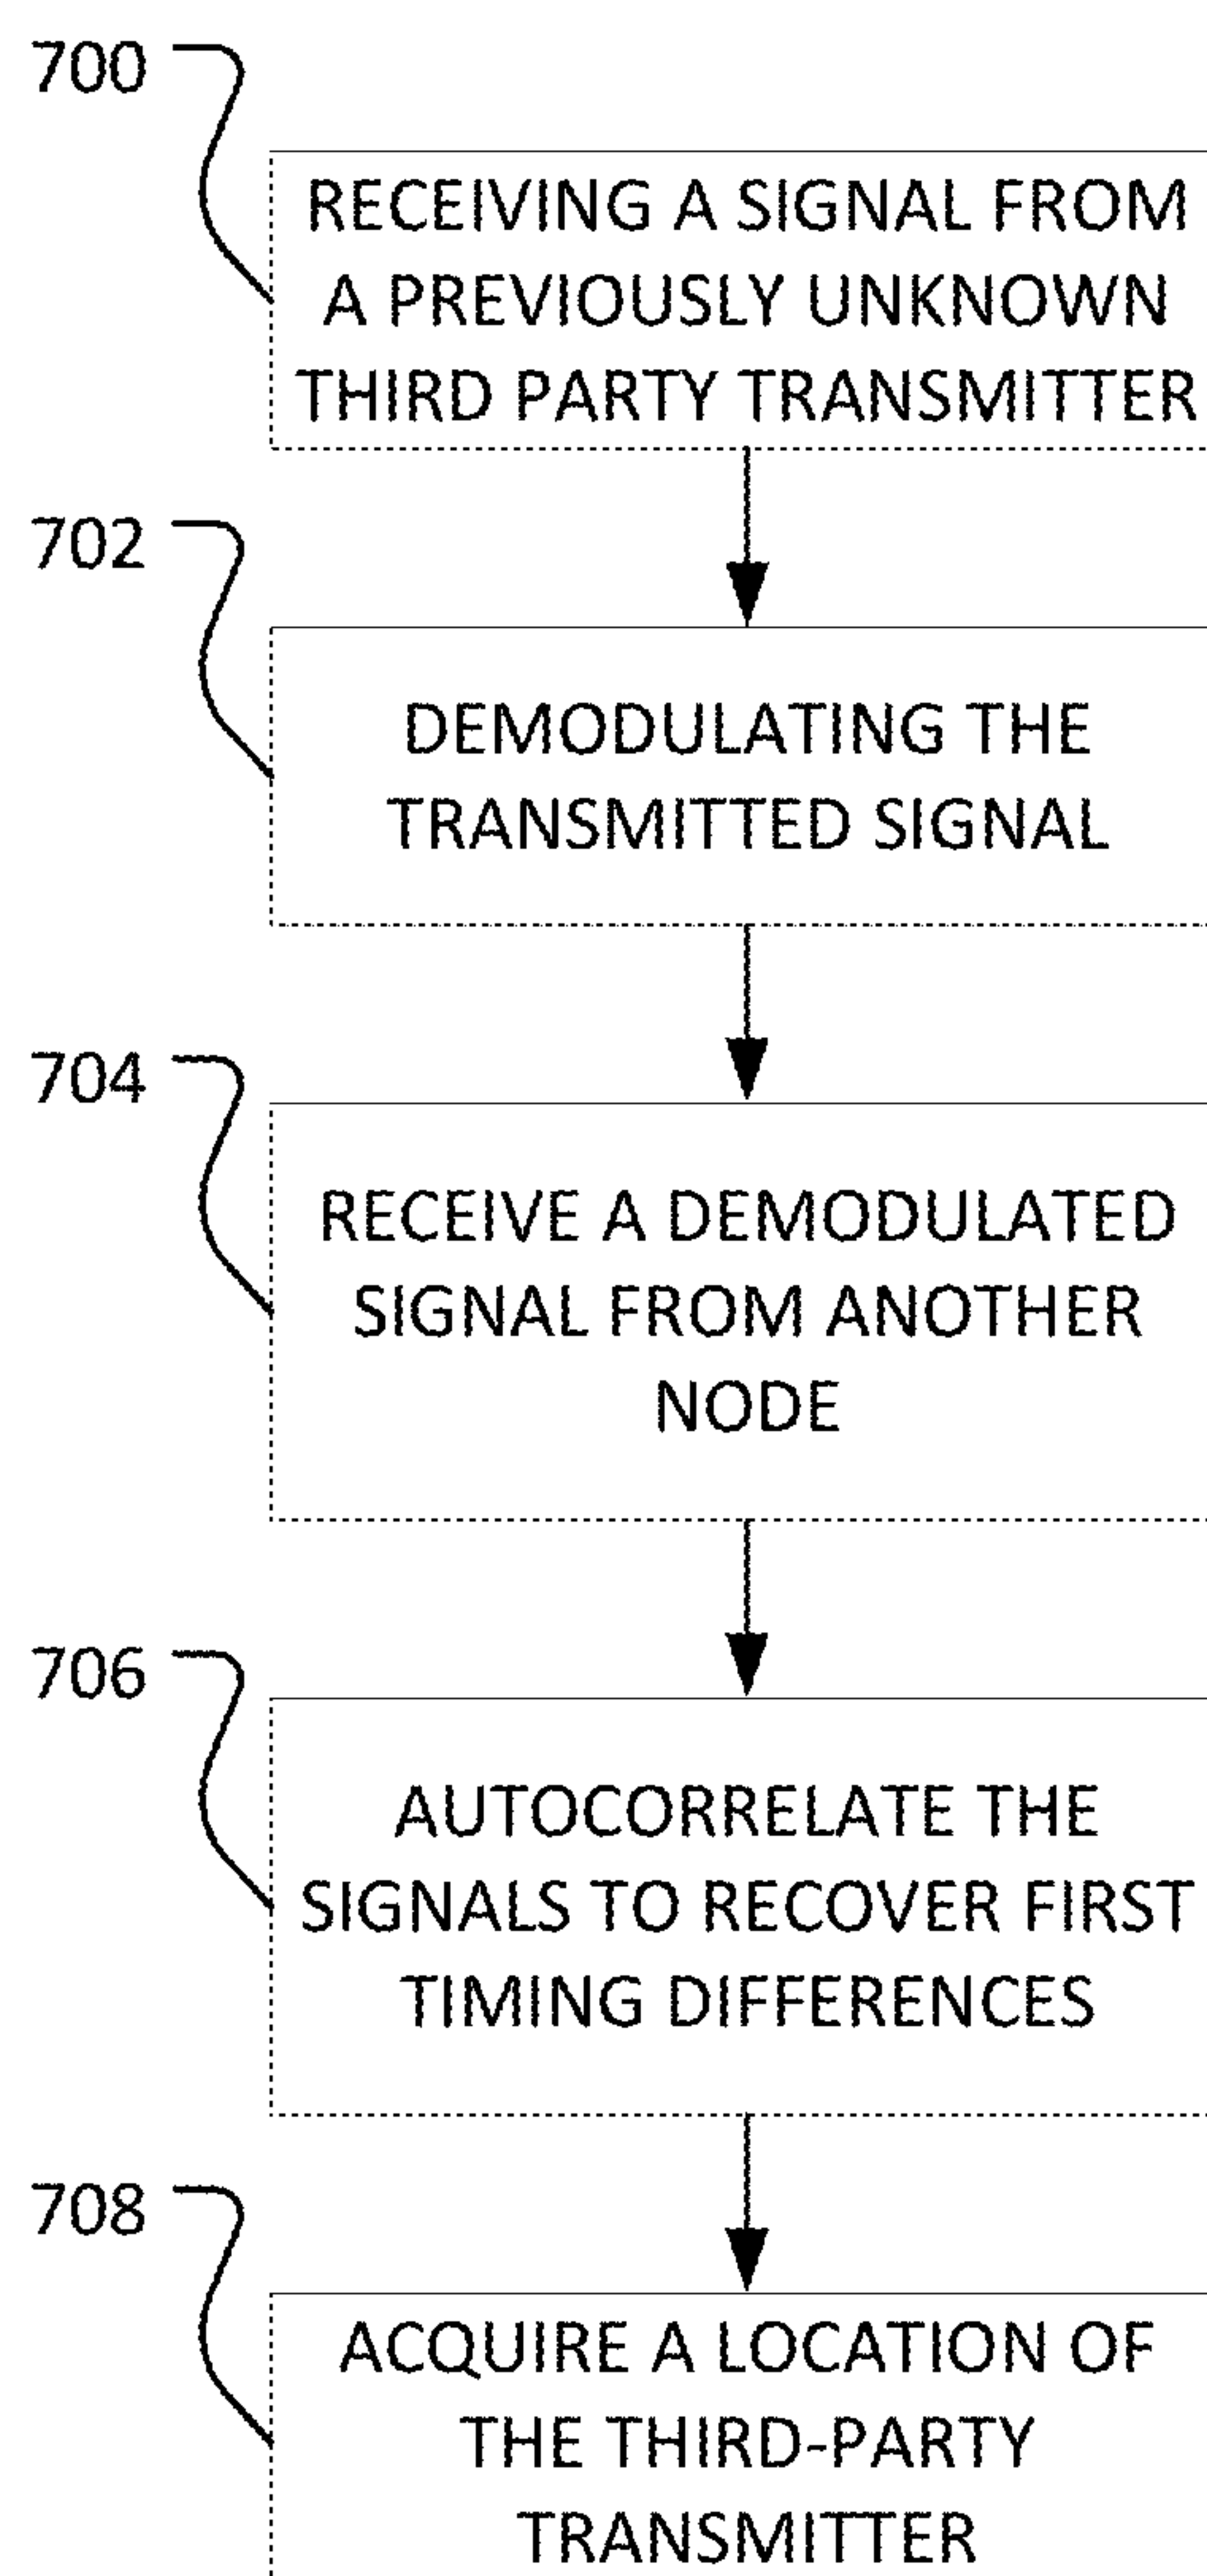 700
RECEIVING A SIGNAL FROM
A PREVIOUSLY UNKNOWN
THIRD PARTY TRANSMITTER
702
DEMODULATING THE
TRANSMITTED SIGNAL
704
RECEIVE A DEMODULATED
SIGNAL FROM ANOTHER
NODE
706
AUTOCORRELATE THE
SIGNALS TO RECOVER FIRST
TIMING DIFFERENCES
708
ACQUIRE A LOCATION OF
THE THIRD-PARTY
TRANSMITTER